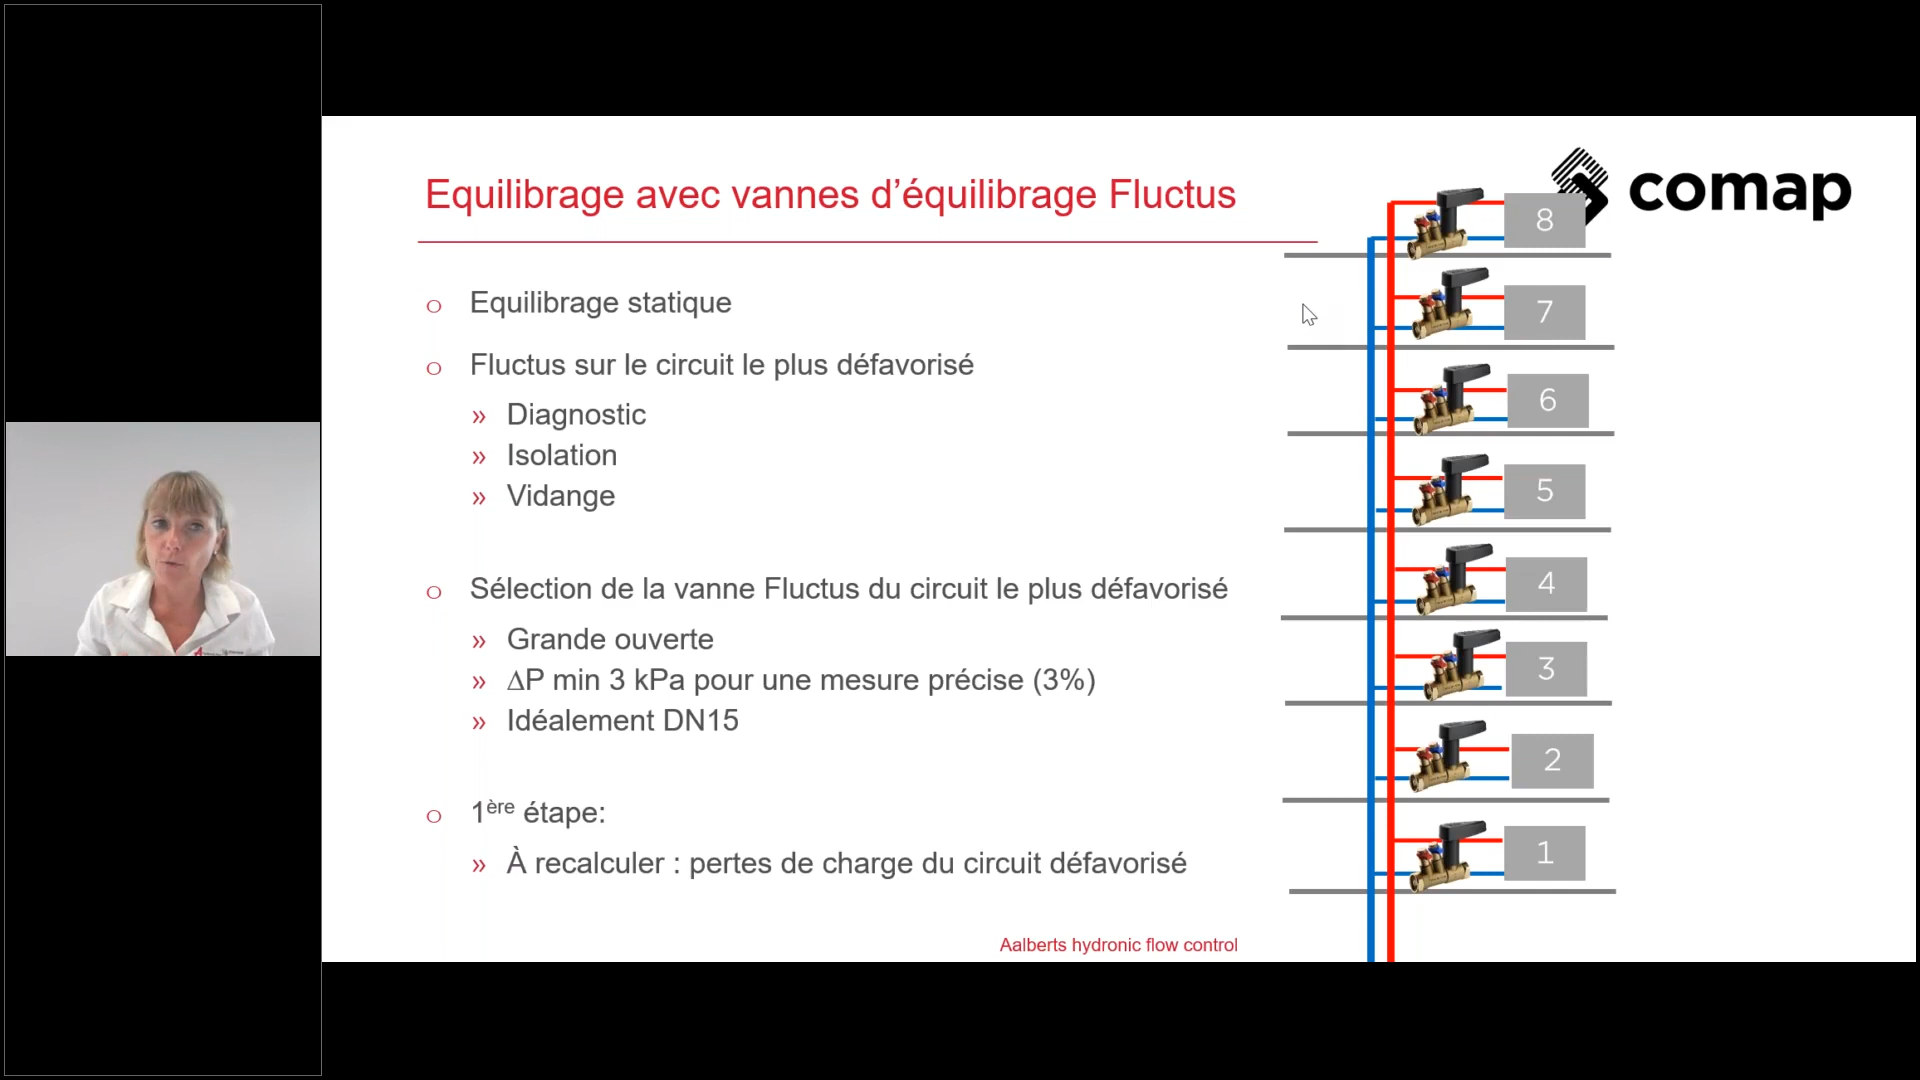 Equilibrage avec vannes d’équilibrage Fluctus
comap
Equilibrage statique
Fluctus sur le circuit le plus défavorisé
» Diagnostic
» Isolation
» Vidange
Sélection de la vanne Fluctus du circuit le plus défavorisé
» Grande ouverte
» ΔP min 3 kPa pour une mesure précise (3%)
» Idéalement DN15
1ère étape:
» À recalculer : pertes de charge du circuit défavorisé
8
7
6
5
4
3
2
1
Aalberts hydronic flow control